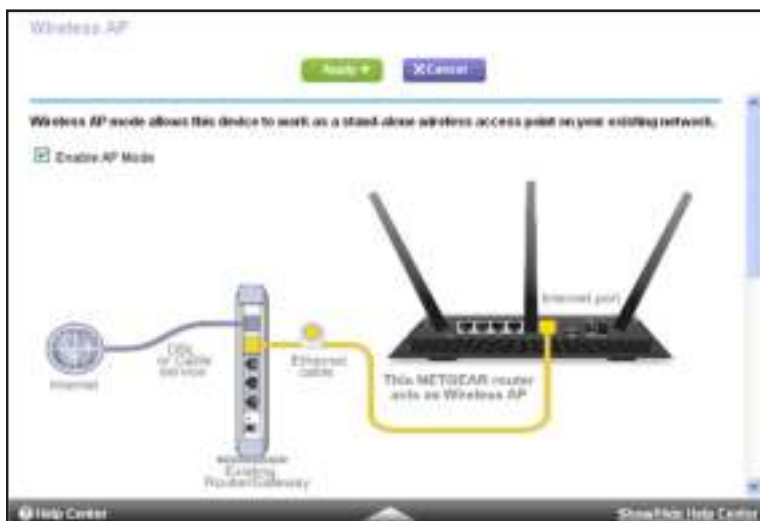 Wireless AP
Apply
X Cancel
Wireless AP mode allows this device to work as a stand-alone wireless access point on your existing network.
Enable AP Mode
Internet port
DSL
or Cable
Service
Ethernet
cable
Internet
This NETGEAR router
acts as Wireless AP
Existing
Router/Gateway
Help Center
Show/Hide Help Center